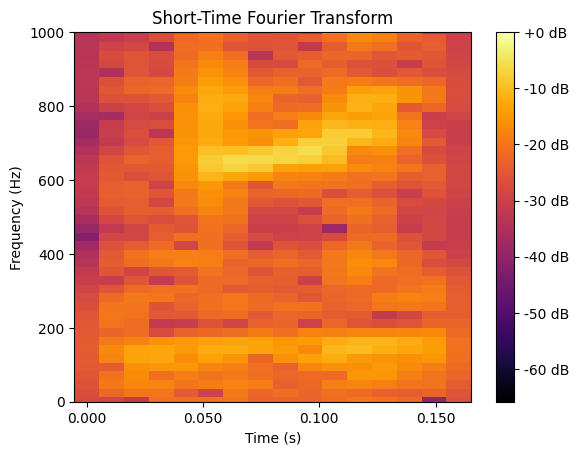 Short-Time Fourier Transform
1000
800
600
400
200
0
Frequency (Hz)
0.000
0.050
0.100
0.150
Time (s)
+0 dB
-10 dB
-20 dB
-30 dB
-40 dB
-50 dB
-60 dB